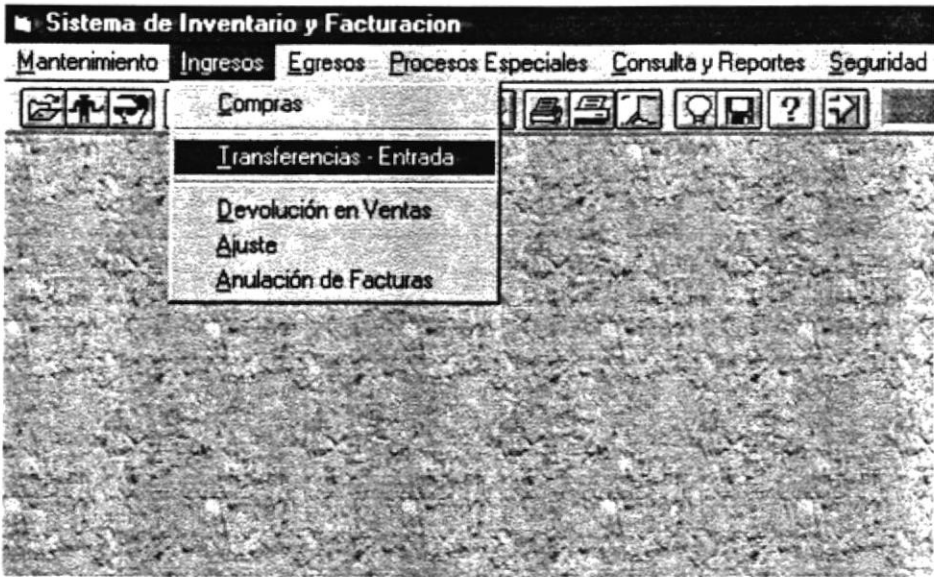 Sistema de Inventario y Facturacion
Mantenimiento Ingresos Egresos Procesos Especiales Consulta y Reportes Seguridad
?
Compras
Transferencias - Entrada
Devolución en Ventas
Ajuste
Anulación de Facturas